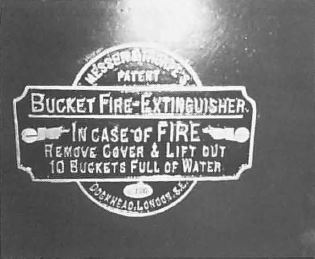 PATENT
BUCKET FIRE-EXTINGUISHER.
IN CASE OF FIRE
REMOVE COVER & LIFT OUT
10 BUCKETS FULL OF WATER
DOCKHEAD, LONDON, S.E.